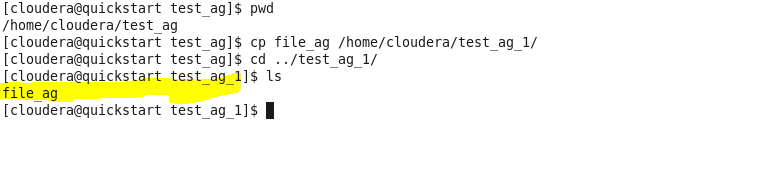 [cloudera@quickstart test_ag]$ pwd
/home/cloudera/test_ag
[cloudera@quickstart test_ag]$ cp file_ag /home/cloudera/test_ag_1/
[cloudera@quickstart test_ag]$ cd ../test_ag_1/
[cloudera@quickstart test_ag_1]$ ls
file_ag
[cloudera@quickstart test_ag_1]$